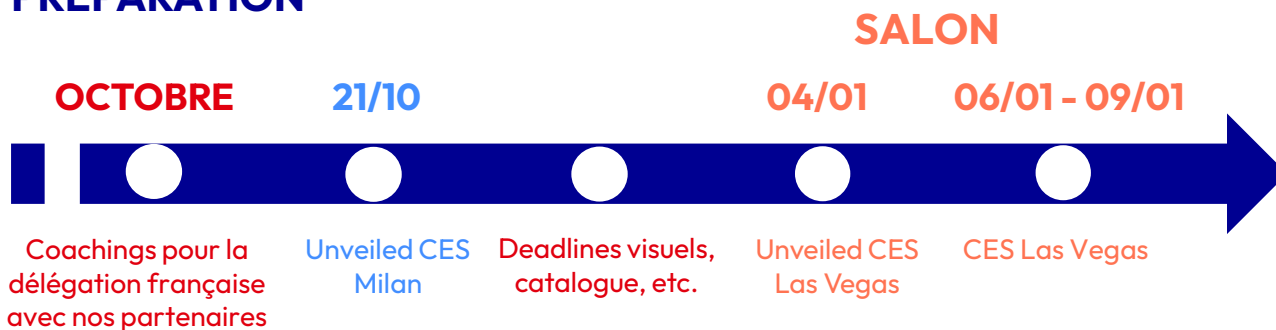 PRÉPARATION
SALON
OCTOBRE
21/10
04/01
06/01 - 09/01
Coachings pour la
délégation française
avec nos partenaires
Unveiled CES
Milan
Deadlines visuels,
catalogue, etc.
Unveiled CES
Las Vegas
CES Las Vegas